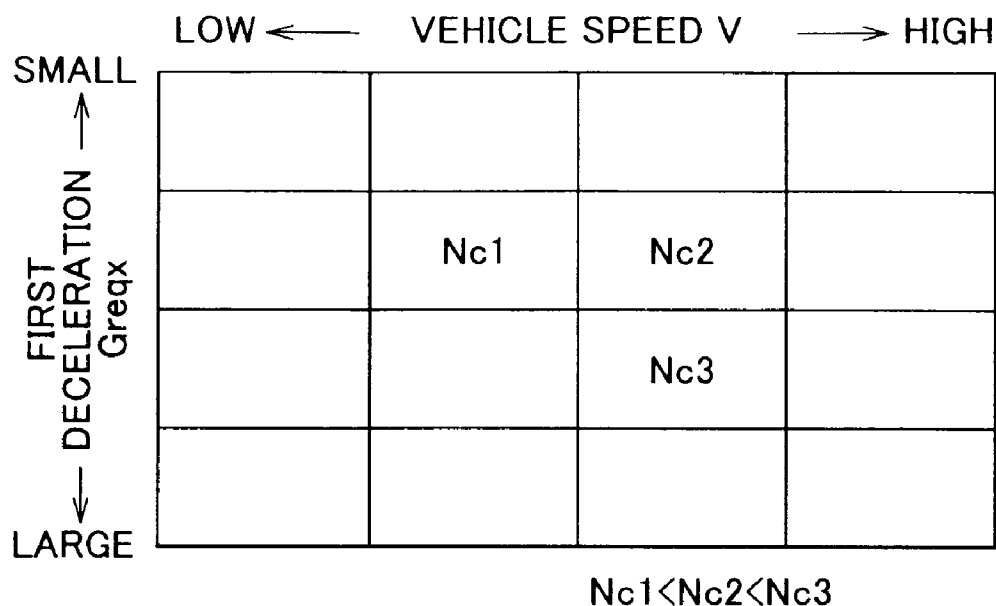 LOW ← VEHICLE SPEED V → HIGH
SMALL
FIRST
← DECELERATION →
Greqx
LARGE
Nc1 Nc2
Nc3
Nc1<Nc2<Nc3